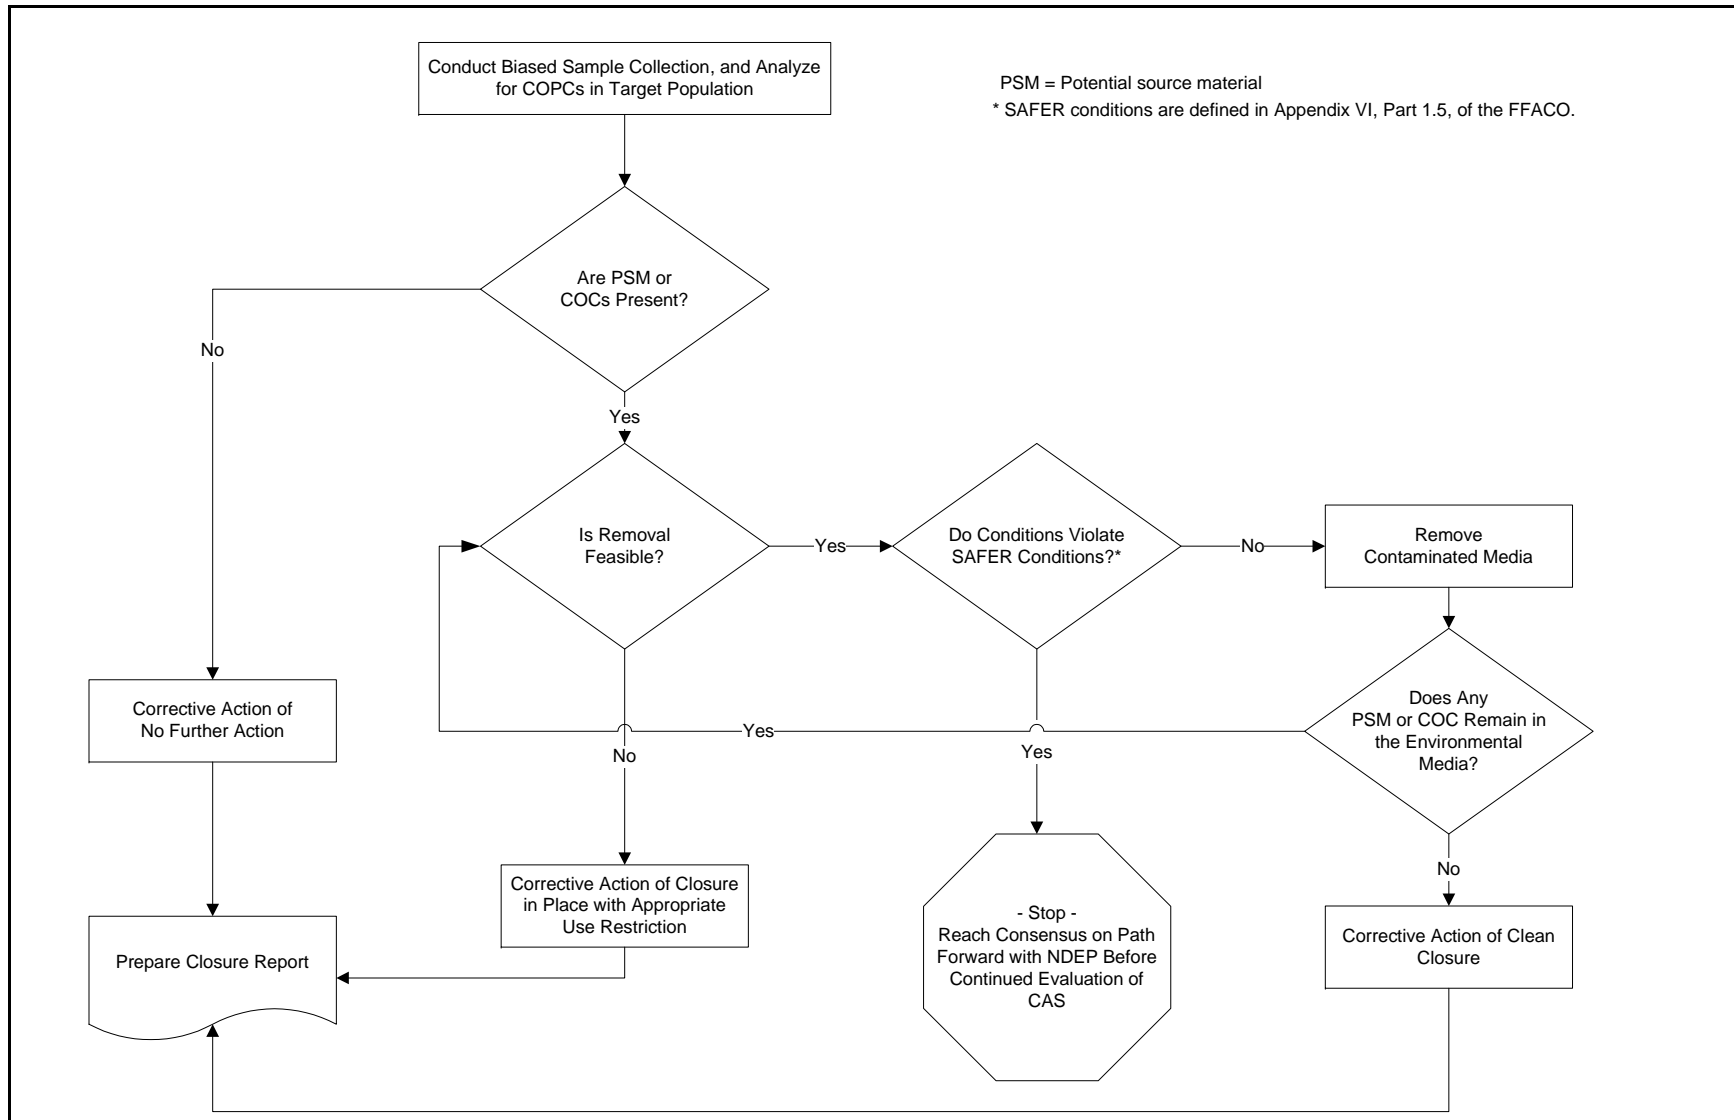 Conduct Biased Sample Collection, and Analyze
for COPCs in Target Population
PSM = Potential source material
* SAFER conditions are defined in Appendix VI, Part 1.5, of the FFACO.
Are PSM or
COCs Present?
No
Yes
Is Removal
Feasible?
Yes
Do Conditions Violate
SAFER Conditions?*
No
Remove
Contaminated Media
Does Any
PSM or COC Remain in
the Environmental
Media?
Yes
No
Yes
No
Corrective Action of
No Further Action
Corrective Action of Closure
in Place with Appropriate
Use Restriction
- Stop -
Reach Consensus on Path
Forward with NDEP Before
Continued Evaluation of
CAS
Corrective Action of Clean
Closure
Prepare Closure Report